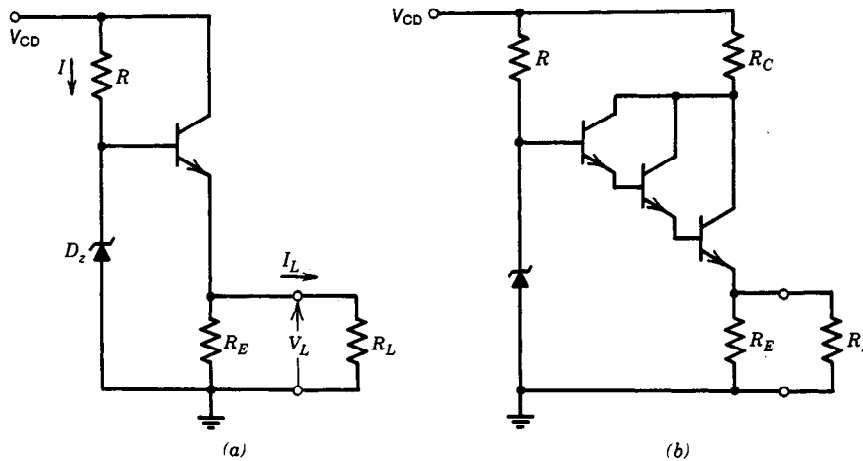 V_CD
I
R
D_z
I_L
V_L
R_E
R_L
(a)
V_CD
R
R_C
R_E
(b)